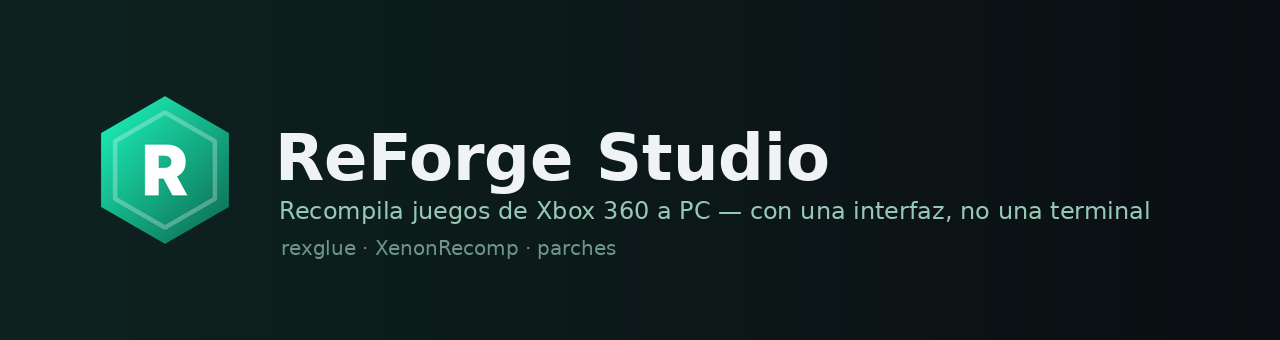 R
ReForge Studio
Recompila juegos de Xbox 360 a PC — con una interfaz, no una terminal
rexglue · XenonRecomp · parches